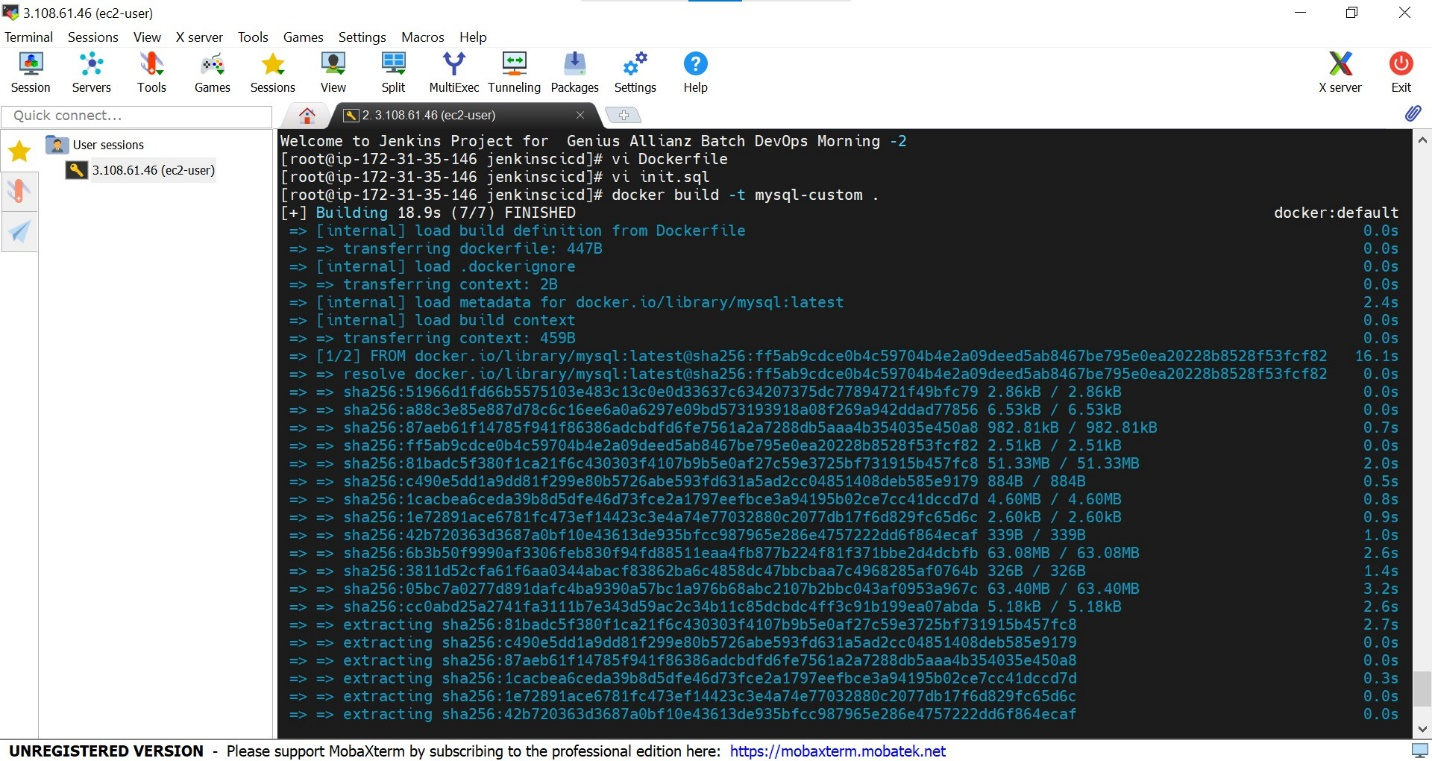 3.108.61.46 (ec2-user)
Terminal Sessions View X server Tools Games Settings Macros Help
Session Servers Tools Games Sessions View Split MultiExec Tunneling Packages Settings Help X server Exit
Quick connect...
2. 3.108.61.46 (ec2-user)
User sessions
3.108.61.46 (ec2-user)
Welcome to Jenkins Project for  Genius Allianz Batch DevOps Morning -2
[root@ip-172-31-35-146 jenkinscicd]# vi Dockerfile
[root@ip-172-31-35-146 jenkinscicd]# vi init.sql
[root@ip-172-31-35-146 jenkinscicd]# docker build -t mysql-custom .
[+] Building 18.9s (7/7) FINISHED docker:default
=> [internal] load build definition from Dockerfile 0.0s
=> => transferring dockerfile: 447B 0.0s
=> [internal] load .dockerignore 0.0s
=> => transferring context: 2B 0.0s
=> [internal] load metadata for docker.io/library/mysql:latest 2.4s
=> [internal] load build context 0.0s
=> => transferring context: 459B 0.0s
=> [1/2] FROM docker.io/library/mysql:latest@sha256:ff5ab9cdce0b4c59704b4e2a09deed5ab8467be795e0ea20228b8528f53fcf82 16.1s
=> => resolve docker.io/library/mysql:latest@sha256:ff5ab9cdce0b4c59704b4e2a09deed5ab8467be795e0ea20228b8528f53fcf82 0.0s
=> => sha256:51966d1fd66b5575103e483c13c0e0d33637c634207375dc77894721f49bfc79 2.86kB / 2.86kB 0.0s
=> => sha256:a88c3e85e887d78c6c16ee6a0a6297e09bd573193918a08f269a942ddad77856 6.53kB / 6.53kB 0.0s
=> => sha256:87aeb61f14785f941f86386adcbdfd6fe7561a2a7288db5aaa4b354035e450a8 982.81kB / 982.81kB 0.7s
=> => sha256:ff5ab9cdce0b4c59704b4e2a09deed5ab8467be795e0ea20228b8528f53fcf82 2.51kB / 2.51kB 0.0s
=> => sha256:81badc5f380f1ca21f6c430303f4107b9b5e0af27c59e3725bf731915b457fc8 51.33MB / 51.33MB 2.0s
=> => sha256:c490e5dd1a9dd81f299e80b5726abe593fd631a5ad2cc04851408deb585e9179 884B / 884B 0.5s
=> => sha256:1cacbea6ceda39b8d5dfe46d73fce2a1797eefbce3a94195b02ce7cc41dccd7d 4.60MB / 4.60MB 0.8s
=> => sha256:1e72891ace6781fc473ef14423c3e4a74e77032880c2077db17f6d829fc65d6c 2.60kB / 2.60kB 0.9s
=> => sha256:42b720363d3687a0bf10e43613de935bfcc987965e286e4757222dd6f864ecaf 339B / 339B 1.0s
=> => sha256:6b3b50f9990af3306feb830f94fd88511eaa4fb877b224f81f371bbe2d4dcbfb 63.08MB / 63.08MB 2.6s
=> => sha256:3811d52cfa61f6aa0344abacf83862ba6c4858dc47bbcbaa7c4968285af0764b 326B / 326B 1.4s
=> => sha256:05bc7a0277d891dafc4ba9390a57bc1a976b68abc2107b2bbc043af0953a967c 63.40MB / 63.40MB 3.2s
=> => sha256:cc0abd25a2741fa3111b7e343d59ac2c34b11c85dcbdc4ff3c91b199ea07abda 5.18kB / 5.18kB 2.6s
=> => extracting sha256:81badc5f380f1ca21f6c430303f4107b9b5e0af27c59e3725bf731915b457fc8 2.7s
=> => extracting sha256:c490e5dd1a9dd81f299e80b5726abe593fd631a5ad2cc04851408deb585e9179 0.0s
=> => extracting sha256:87aeb61f14785f941f86386adcbdfd6fe7561a2a7288db5aaa4b354035e450a8 0.0s
=> => extracting sha256:1cacbea6ceda39b8d5dfe46d73fce2a1797eefbce3a94195b02ce7cc41dccd7d 0.3s
=> => extracting sha256:1e72891ace6781fc473ef14423c3e4a74e77032880c2077db17f6d829fc65d6c 0.0s
=> => extracting sha256:42b720363d3687a0bf10e43613de935bfcc987965e286e4757222dd6f864ecaf 0.0s
UNREGISTERED VERSION - Please support MobaXterm by subscribing to the professional edition here: https://mobaxterm.mobatek.net